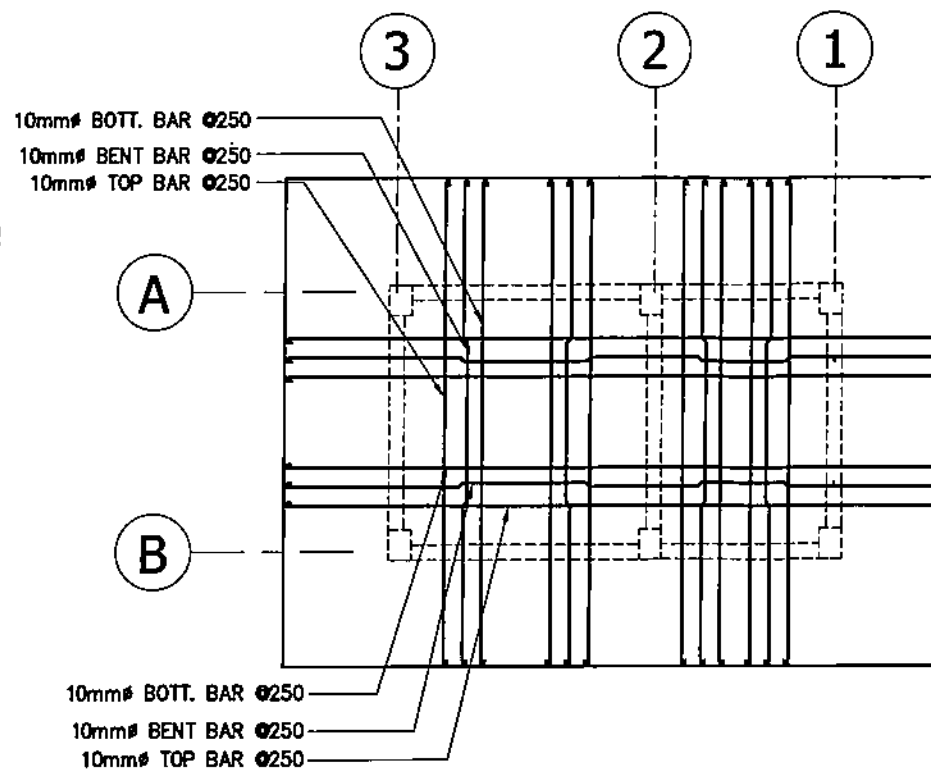 3 2 1
10mmø BOTT. BAR @250
10mmø BENT BAR @250
10mmø TOP BAR @250
A
B
10mmø BOTT. BAR @250
10mmø BENT BAR @250
10mmø TOP BAR @250